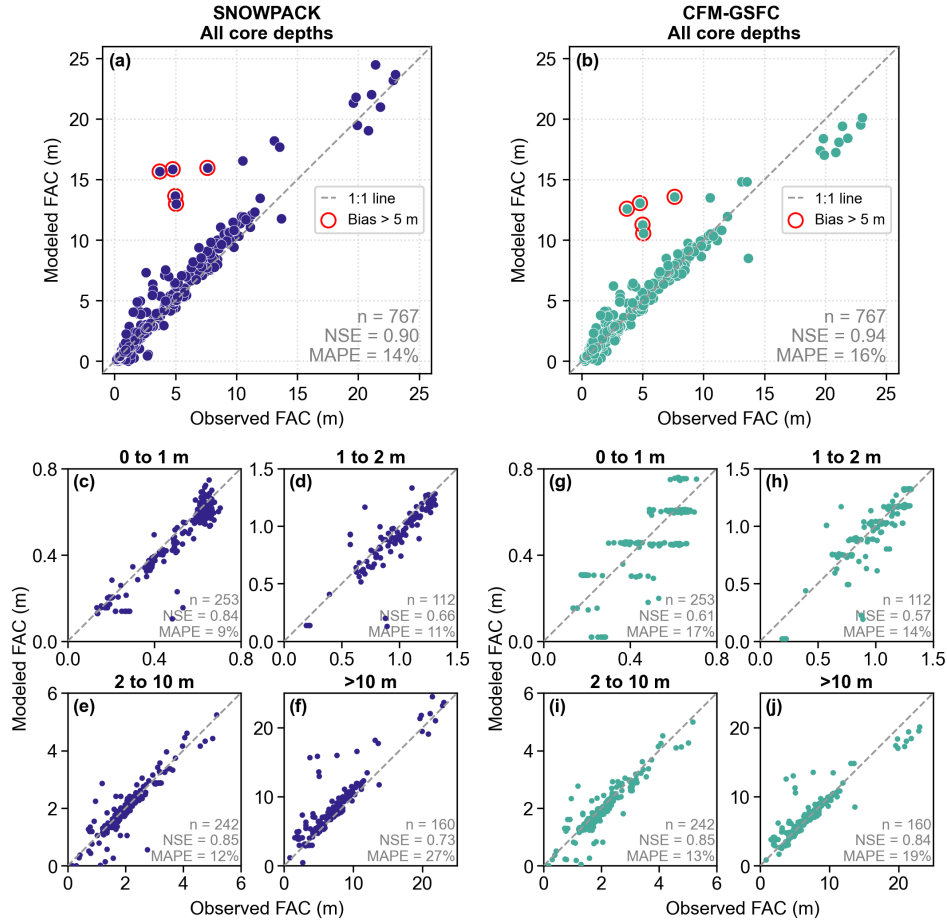 SNOWPACK
All core depths
(a)
25
20
15
10
5
0
Modeled FAC (m)
1:1 line
Bias > 5 m
n = 767
NSE = 0.90
MAPE = 14%
0 5 10 15 20 25
Observed FAC (m)
CFM-GSFC
All core depths
(b)
25
20
15
10
5
0
Modeled FAC (m)
1:1 line
Bias > 5 m
n = 767
NSE = 0.94
MAPE = 16%
0 5 10 15 20 25
Observed FAC (m)
0 to 1 m
(c)
0.8
0.4
0.0
n = 253
NSE = 0.84
MAPE = 9%
0.0 0.4 0.8
1 to 2 m
(d)
1.5
1.0
0.5
0.0
n = 112
NSE = 0.66
MAPE = 11%
0.0 0.5 1.0 1.5
Modeled FAC (m)
2 to 10 m
(e)
6
4
2
0
n = 242
NSE = 0.85
MAPE = 12%
0 2 4 6
>10 m
(f)
20
10
0
n = 160
NSE = 0.73
MAPE = 27%
0 10 20
Observed FAC (m)
0 to 1 m
(g)
0.8
0.4
0.0
n = 253
NSE = 0.61
MAPE = 17%
0.0 0.4 0.8
1 to 2 m
(h)
1.5
1.0
0.5
0.0
n = 112
NSE = 0.57
MAPE = 14%
0.0 0.5 1.0 1.5
Modeled FAC (m)
2 to 10 m
(i)
6
4
2
0
n = 242
NSE = 0.85
MAPE = 13%
0 2 4 6
>10 m
(j)
20
10
0
n = 160
NSE = 0.84
MAPE = 19%
0 10 20
Observed FAC (m)